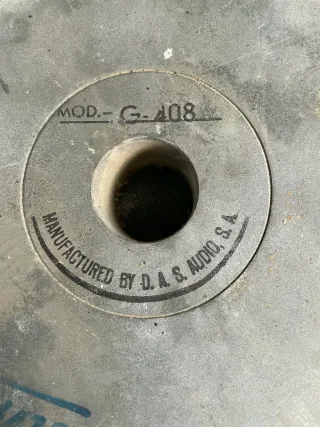 MOD.- G-408
MANUFACTURED BY D. A. S. AUDIO, S. A.